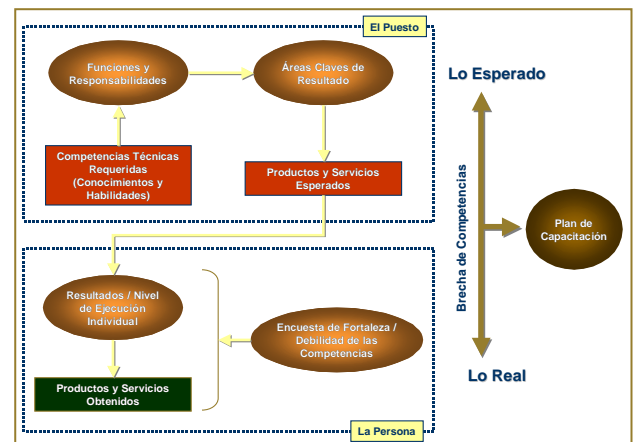 El Puesto
Funciones y
Responsabilidades
Áreas Claves de
Resultado
Competencias Técnicas
Requeridas
(Conocimientos y
Habilidades)
Productos y Servicios
Esperados
Resultados / Nivel
de Ejecución
Individual
Encuesta de Fortaleza /
Debilidad de las
Competencias
Productos y Servicios
Obtenidos
La Persona
Lo Esperado
Brecha de Competencias
Plan de
Capacitación
Lo Real